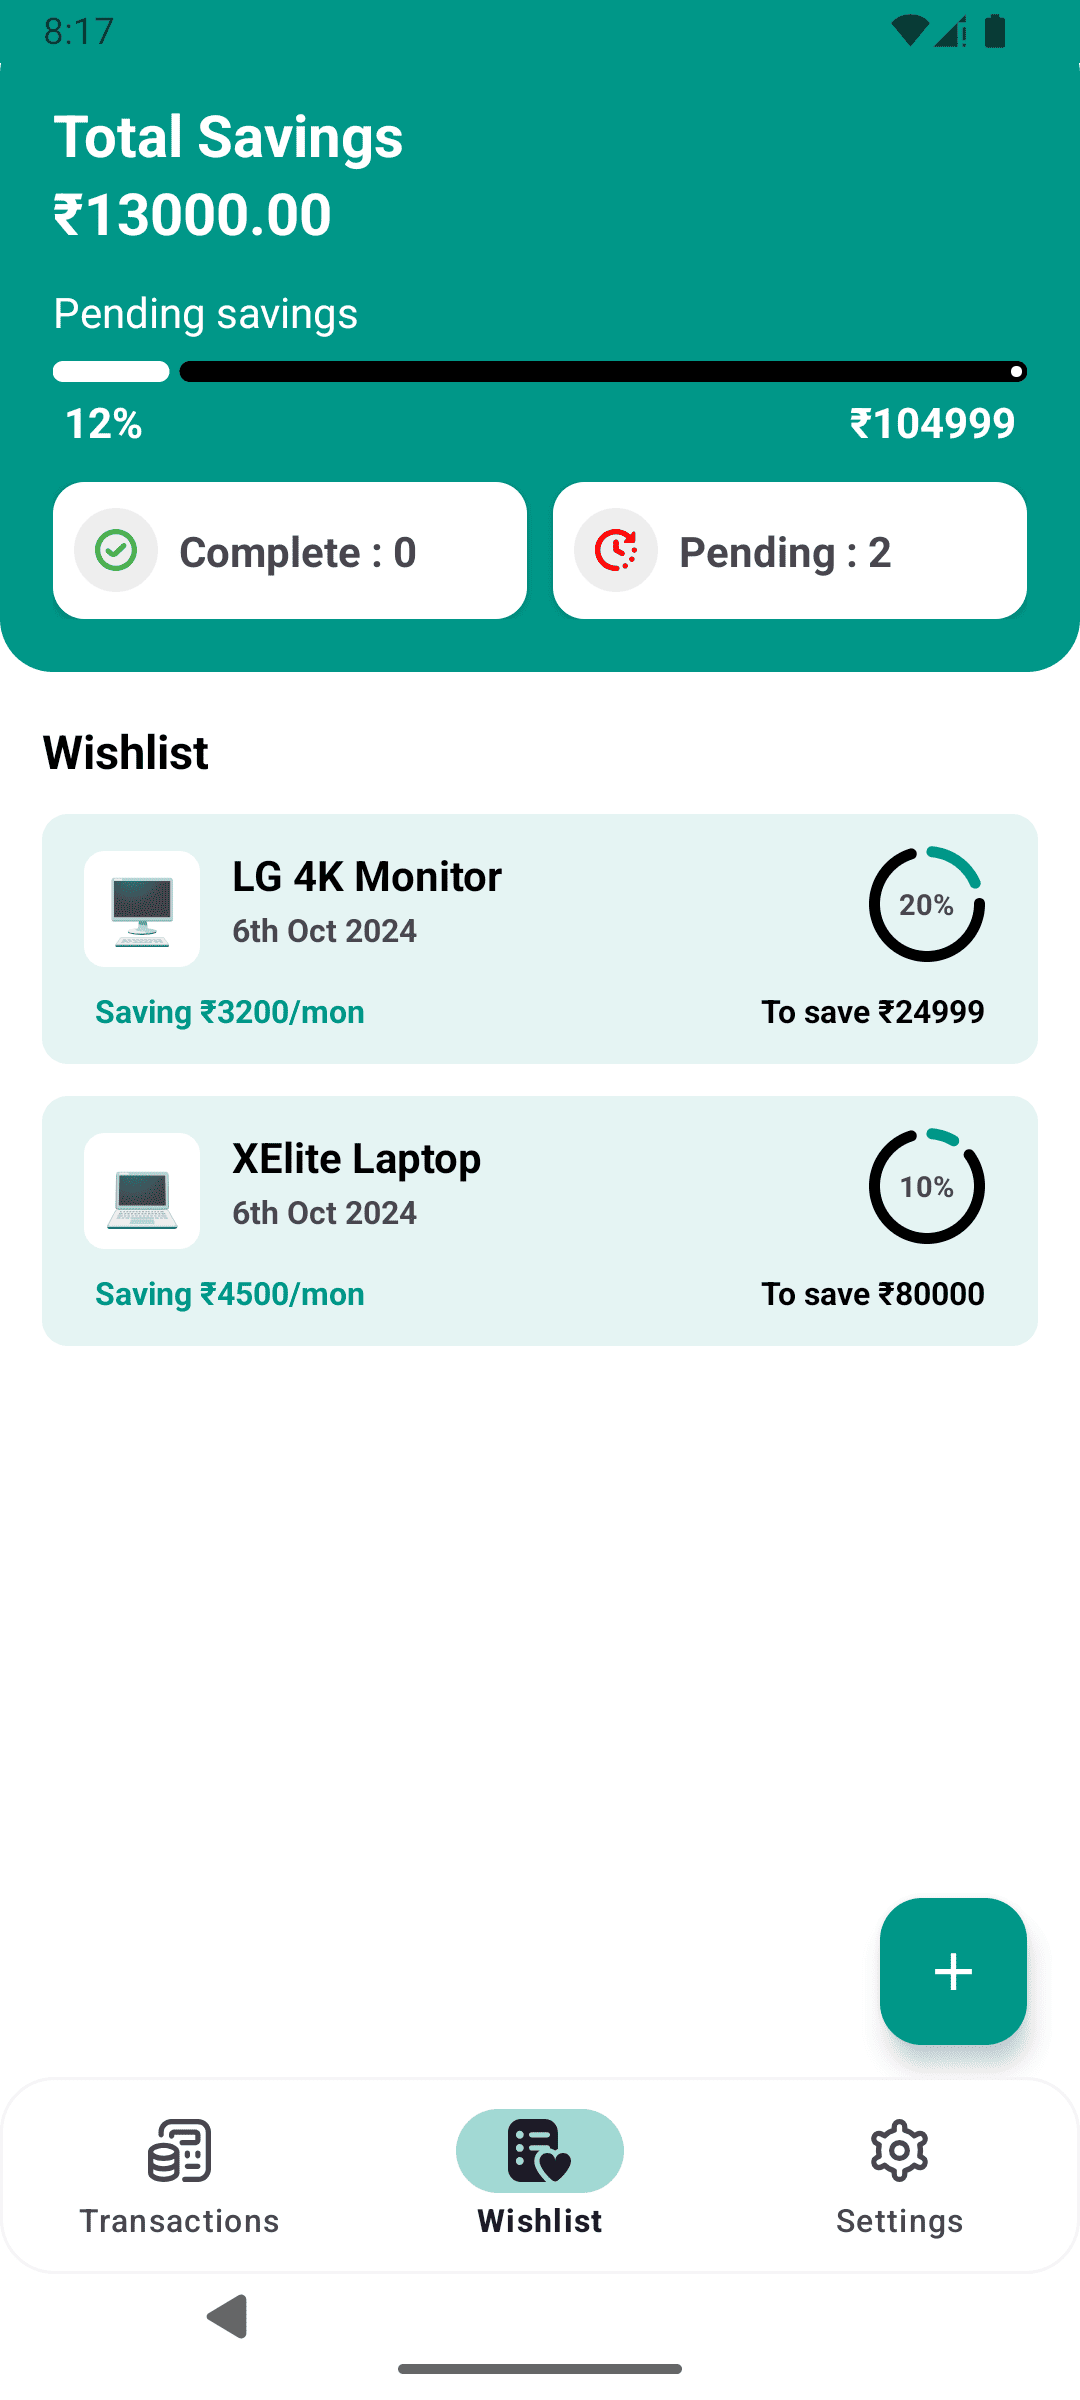 8:17
Total Savings
₹13000.00
Pending savings
12%
₹104999
Complete : 0
Pending : 2
Wishlist
LG 4K Monitor
6th Oct 2024
20%
Saving ₹3200/mon
To save ₹24999
XElite Laptop
6th Oct 2024
10%
Saving ₹4500/mon
To save ₹80000
Transactions
Wishlist
Settings